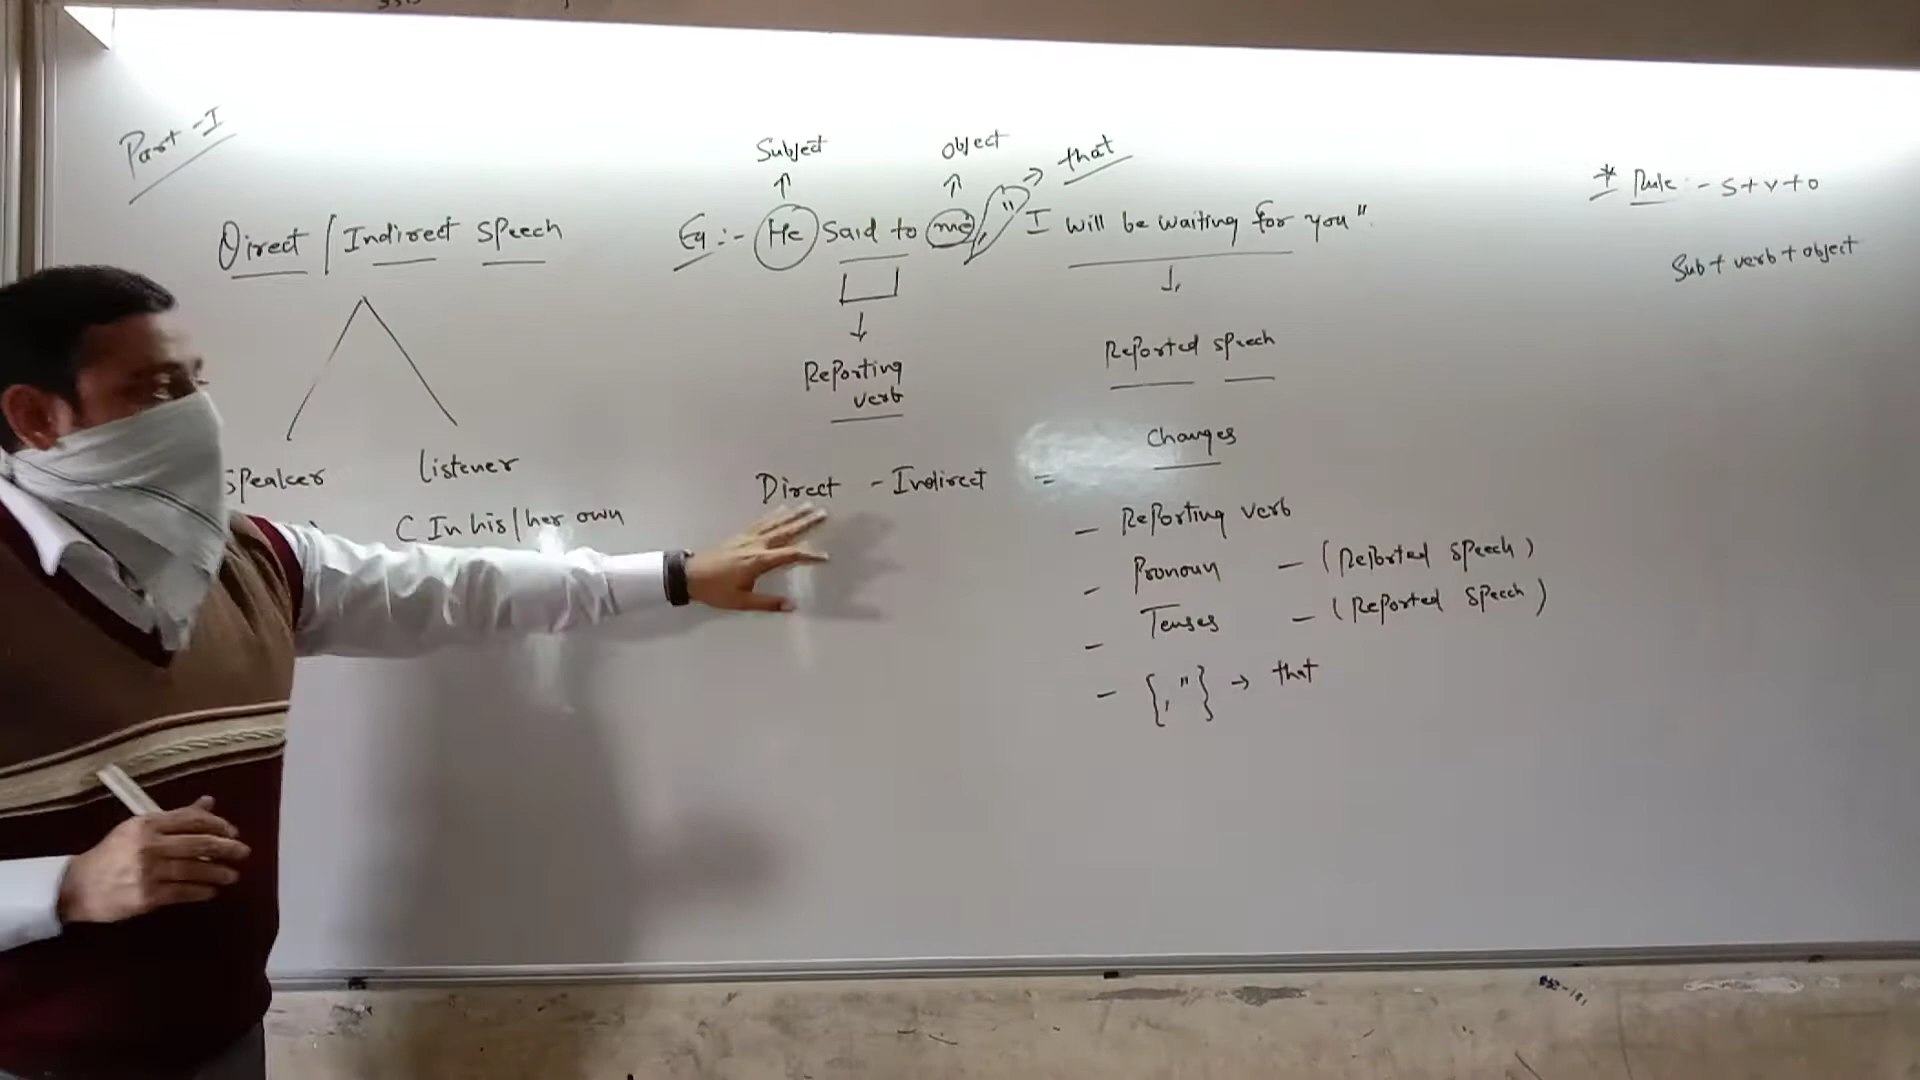 Part - I
Direct / Indirect speech
Speaker
Listener
( In his/her own
Subject
object
→ that
Eg :- He said to me, " I will be waiting for you".
Reporting
verb
Reported speech
Direct - Indirect =
Changes
- Reporting verb
- Pronoun - (Reported speech)
- Tenses - (Reported speech)
- { , " } → that
* Rule :- S+V+O
Sub + verb + object